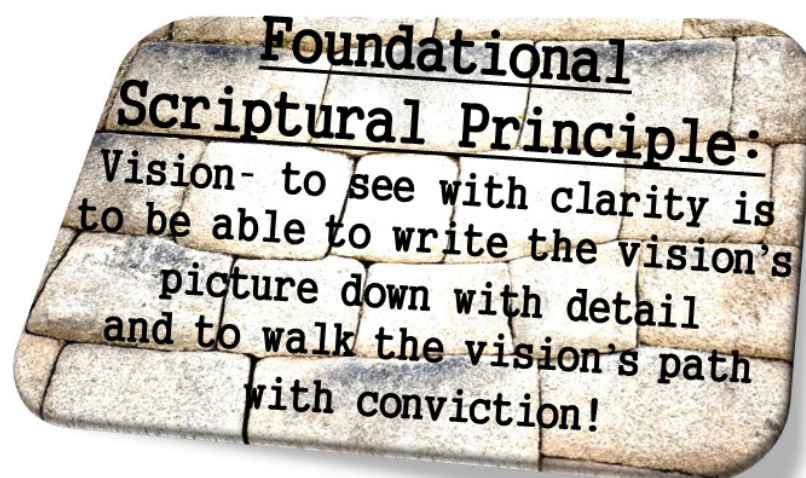 Foundational
Scriptural Principle:
Vision- to see with clarity is
to be able to write the vision's
picture down with detail
and to walk the vision's path
with conviction!